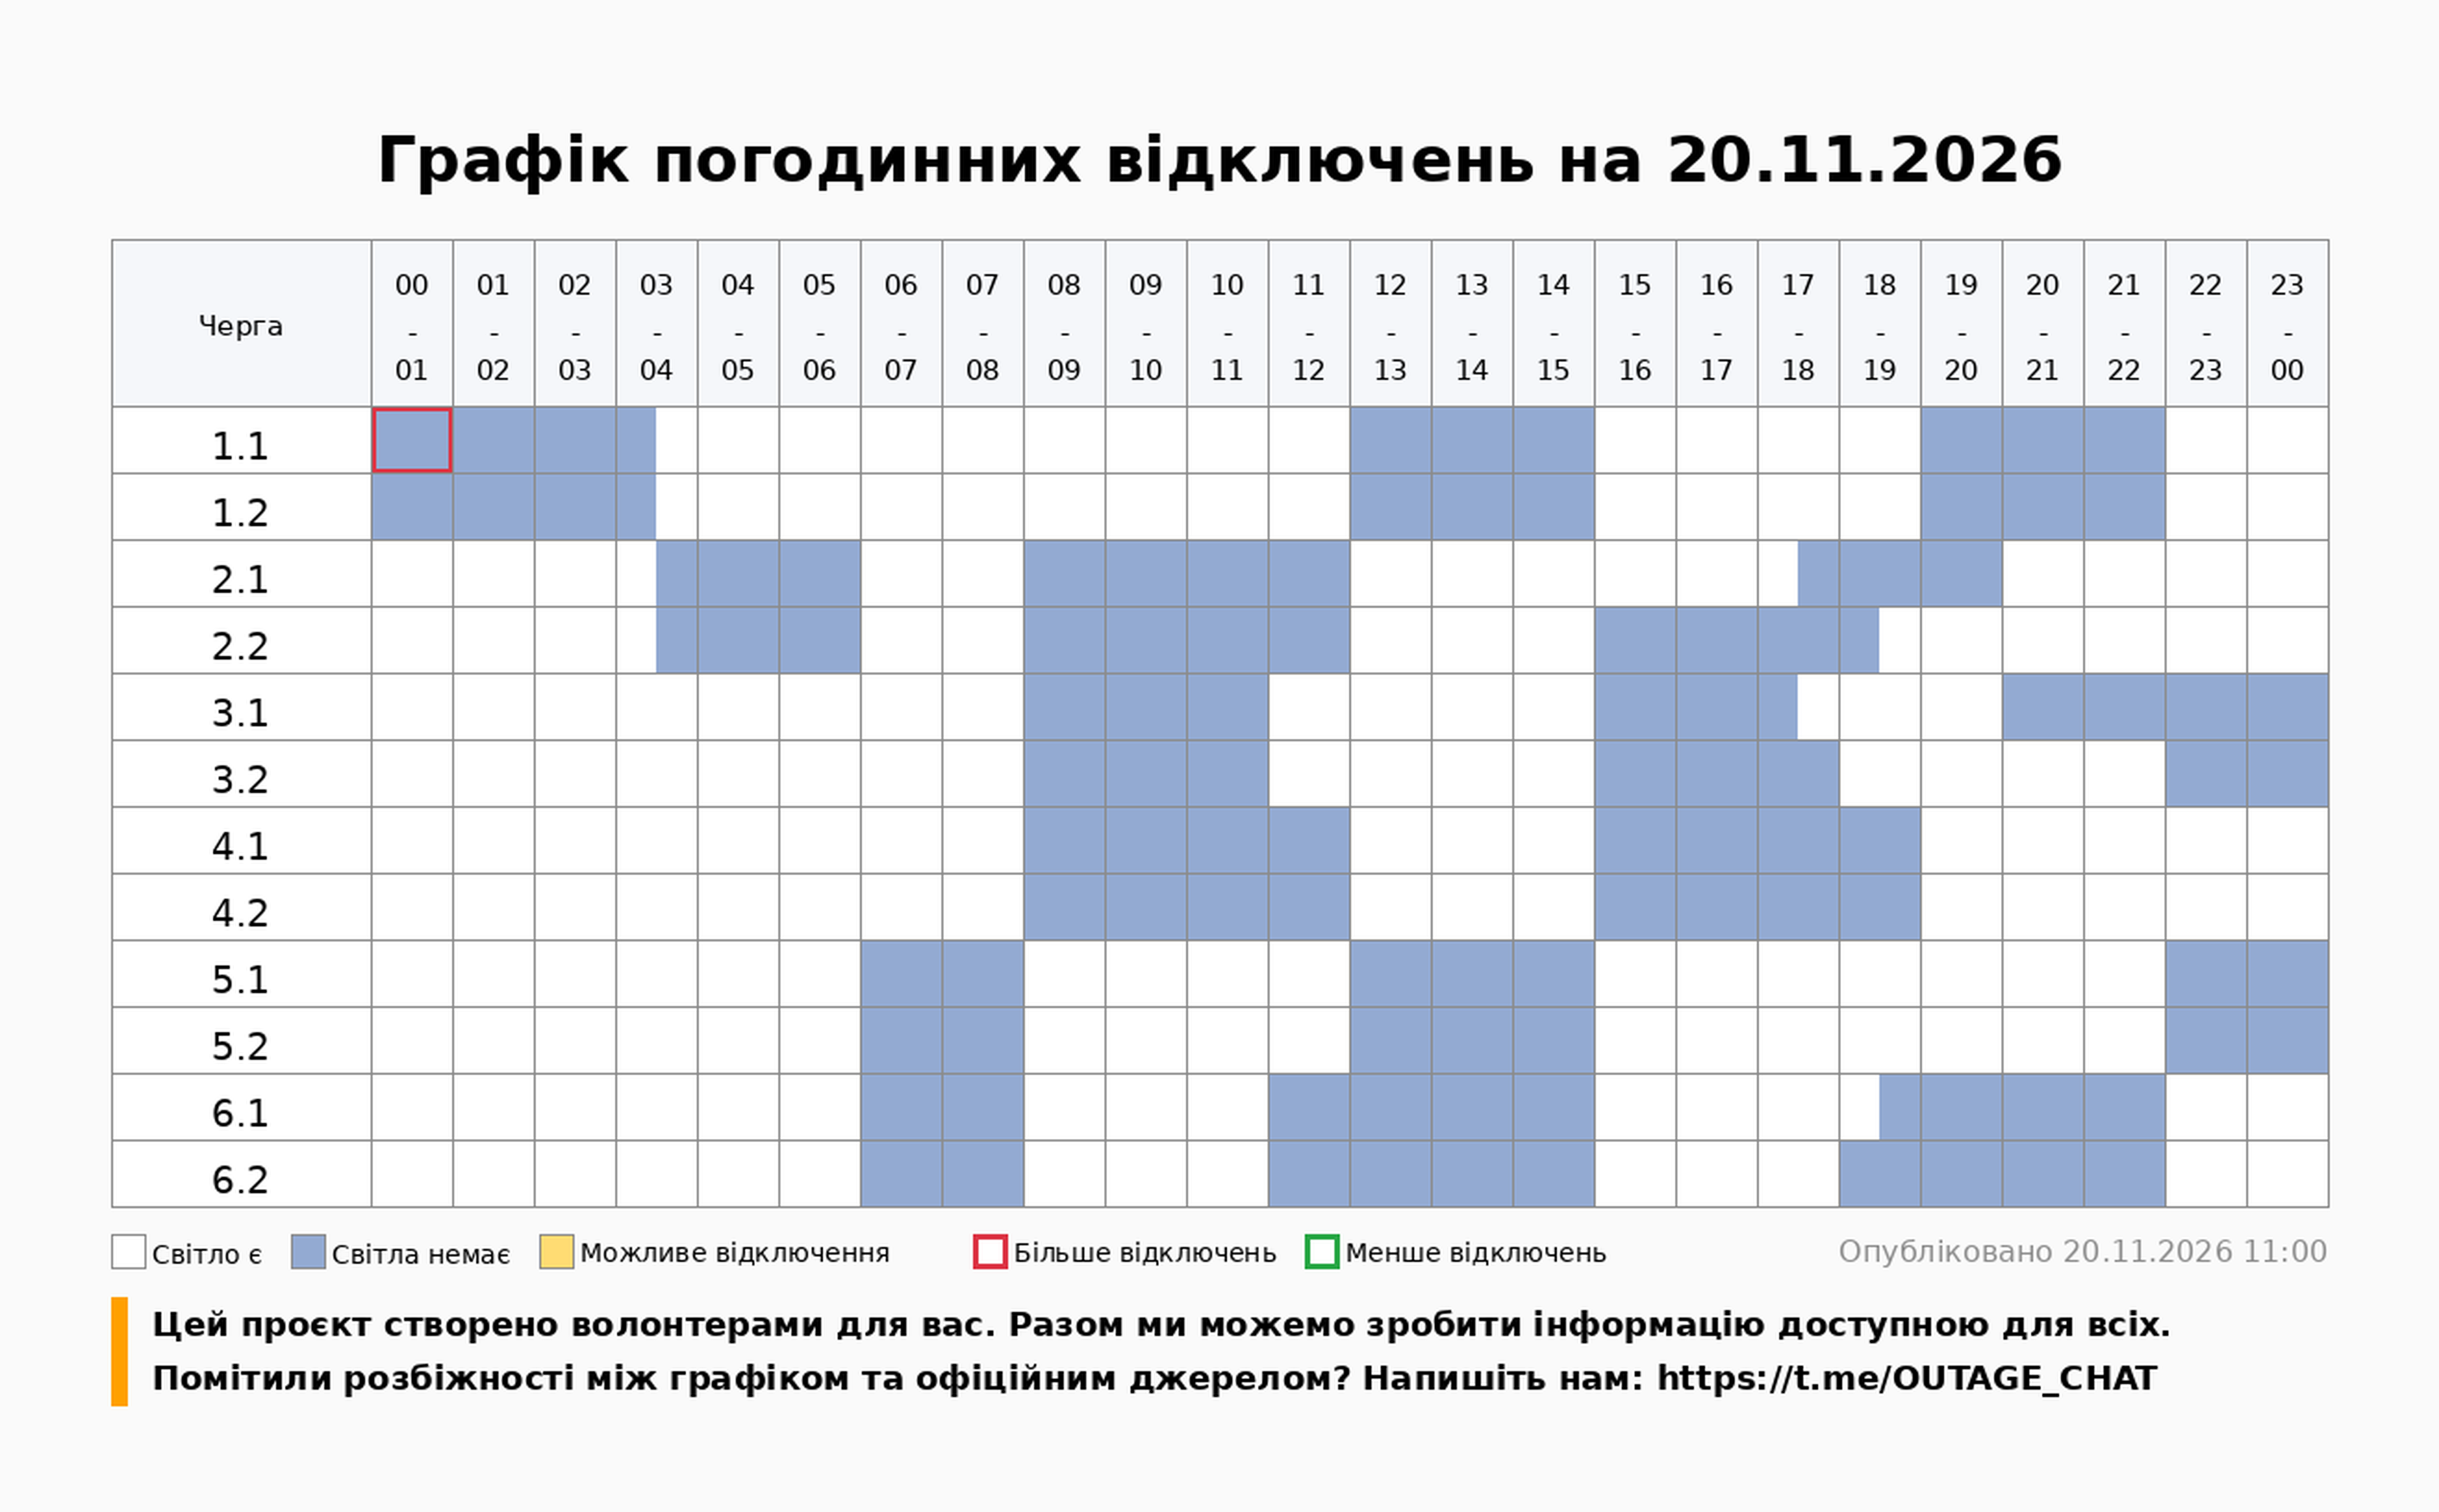 Графік погодинних відключень на 20.11.2026
Черга 00 - 01 01 - 02 02 - 03 03 - 04 04 - 05 05 - 06 06 - 07 07 - 08 08 - 09 09 - 10 10 - 11 11 - 12 12 - 13 13 - 14 14 - 15 15 - 16 16 - 17 17 - 18 18 - 19 19 - 20 20 - 21 21 - 22 22 - 23 23 - 00
1.1
1.2
2.1
2.2
3.1
3.2
4.1
4.2
5.1
5.2
6.1
6.2
Світло є Світла немає Можливе відключення Більше відключень Менше відключень Опубліковано 20.11.2026 11:00
Цей проєкт створено волонтерами для вас. Разом ми можемо зробити інформацію доступною для всіх.
Помітили розбіжності між графіком та офіційним джерелом? Напишіть нам: https://t.me/OUTAGE_CHAT